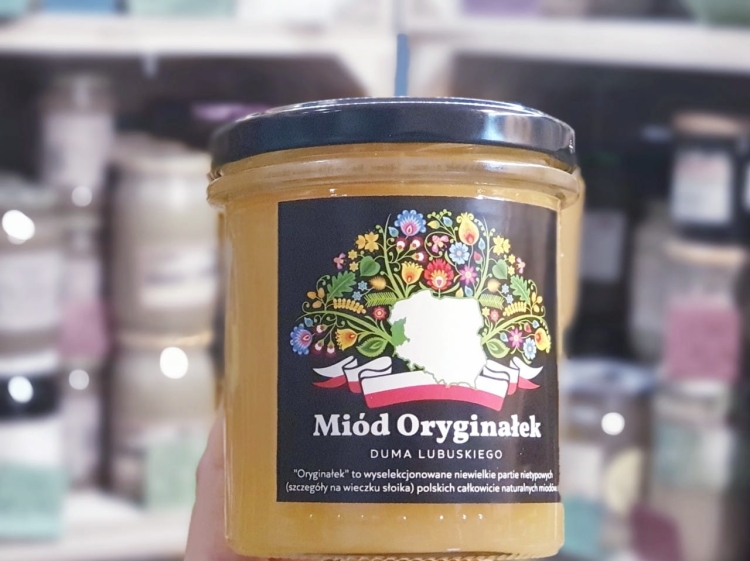 Miód Oryginałek
DUMA LUBUSKIEGO
"Oryginałek" to wyselekcjonowane niewielkie partie nietypowych
(szczegóły na wieczku słoika) polskich całkowicie naturalnych miodów